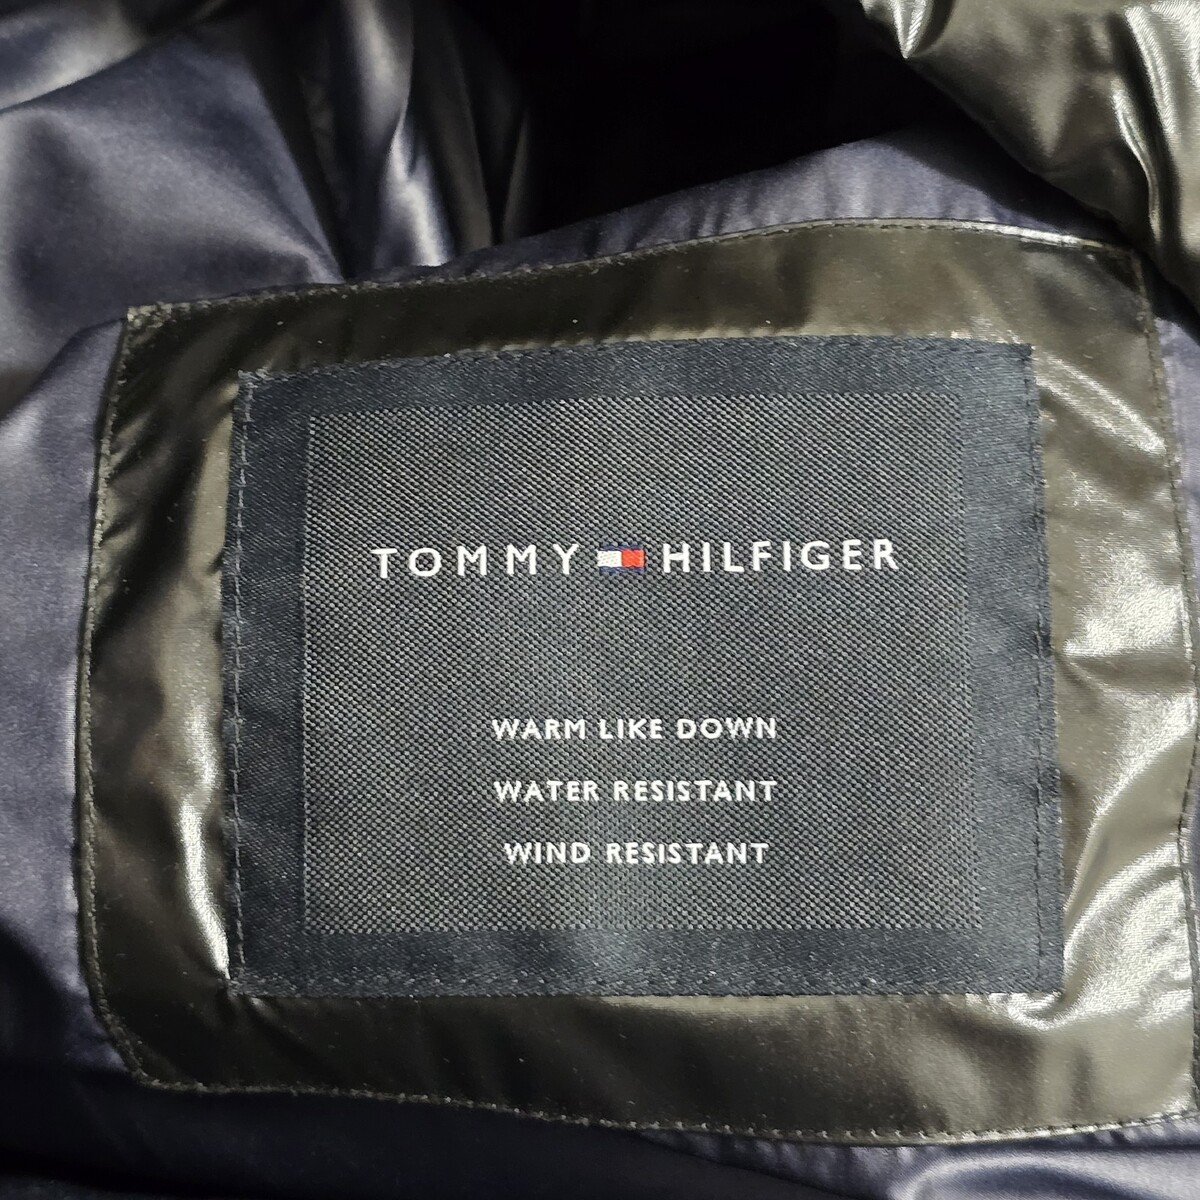 TOMMY HILFIGER
WARM LIKE DOWN
WATER RESISTANT
WIND RESISTANT